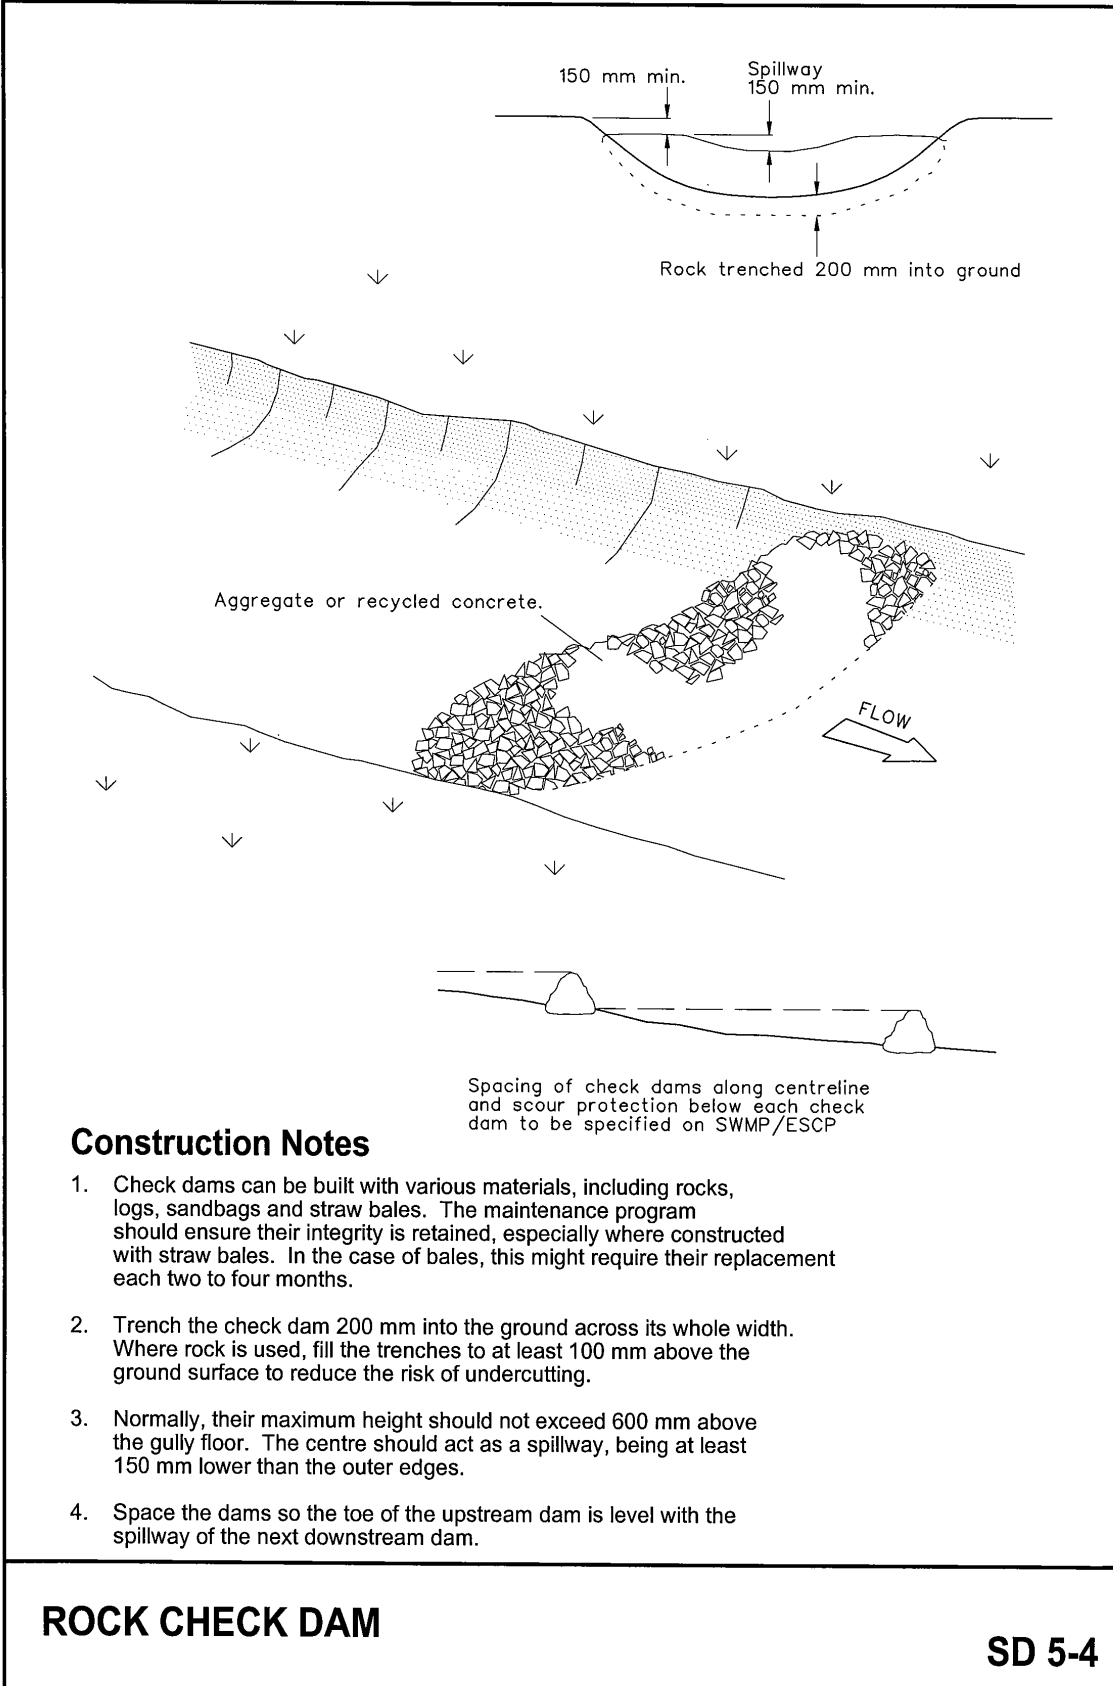 150 mm min.
Spillway
150 mm min.
Rock trenched 200 mm into ground
Aggregate or recycled concrete.
FLOW
Spacing of check dams along centreline
and scour protection below each check
dam to be specified on SWMP/ESCP
Construction Notes
1. Check dams can be built with various materials, including rocks,
logs, sandbags and straw bales. The maintenance program
should ensure their integrity is retained, especially where constructed
with straw bales. In the case of bales, this might require their replacement
each two to four months.
2. Trench the check dam 200 mm into the ground across its whole width.
Where rock is used, fill the trenches to at least 100 mm above the
ground surface to reduce the risk of undercutting.
3. Normally, their maximum height should not exceed 600 mm above
the gully floor. The centre should act as a spillway, being at least
150 mm lower than the outer edges.
4. Space the dams so the toe of the upstream dam is level with the
spillway of the next downstream dam.
ROCK CHECK DAM
SD 5-4